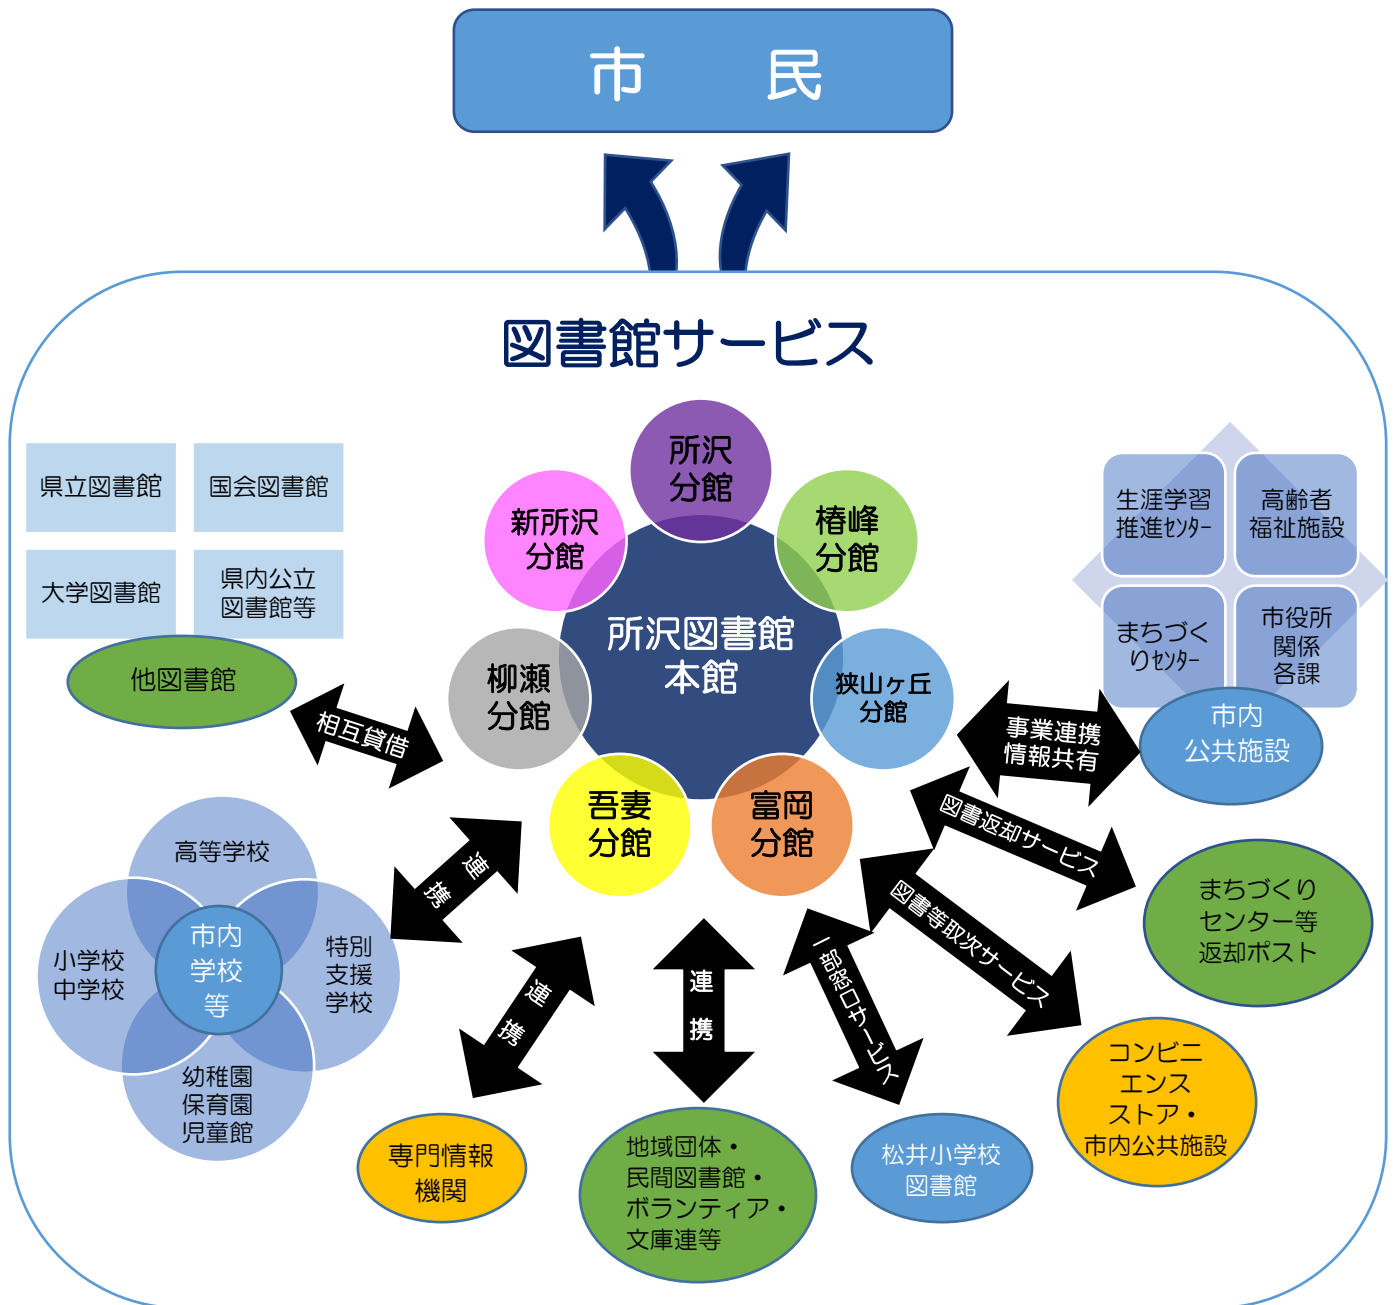 市　民
図書館サービス
所沢
分館
新所沢
分館
椿峰
分館
所沢図書館
本館
柳瀬
分館
狭山ヶ丘
分館
吾妻
分館
富岡
分館
県立図書館
国会図書館
大学図書館
県内公立
図書館等
他図書館
相互貸借
生涯学習
推進ｾﾝﾀｰ
高齢者
福祉施設
まちづく
りｾﾝﾀｰ
市役所
関係
各課
市内
公共施設
事業連携
情報共有
図書返却サービス
まちづくり
センター等
返却ポスト
図書等取次サービス
コンビニ
エンス
ストア・
市内公共施設
一部窓口サービス
松井小学校
図書館
連携
地域団体・
民間図書館・
ボランティア・
文庫連等
連携
専門情報
機関
連携
高等学校
小学校
中学校
市内
学校
等
特別
支援
学校
幼稚園
保育園
児童館